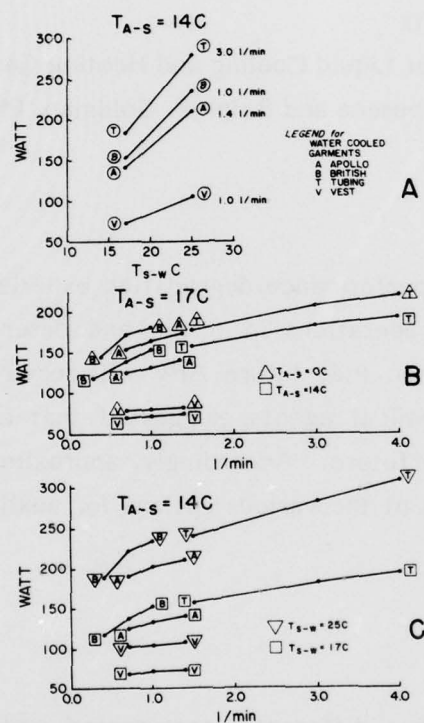 T A-S = 14C
WATT
300
250
200
150
100
50
T
T
3.0 l/min
B
B
1.0 l/min
A
A
1.4 l/min
V
V
1.0 l/min
10 15 20 25 30
T S-W C
LEGEND for
WATER COOLED
GARMENTS
A APOLLO
B BRITISH
T TUBING
V VEST
A
T A-S = 17C
WATT
200
150
100
50
A A B A T T
B A B T A T
V V
V V
T A-S = 0C
T A-S = 14C
B
1.0 2.0 3.0 4.0
l/min
T A-S = 14C
WATT
300
250
200
150
100
50
B A B T A T
B A B T A T
V V
V V
T S-W = 25C
T S-W = 17C
C
0.0 1.0 2.0 3.0 4.0
l/min